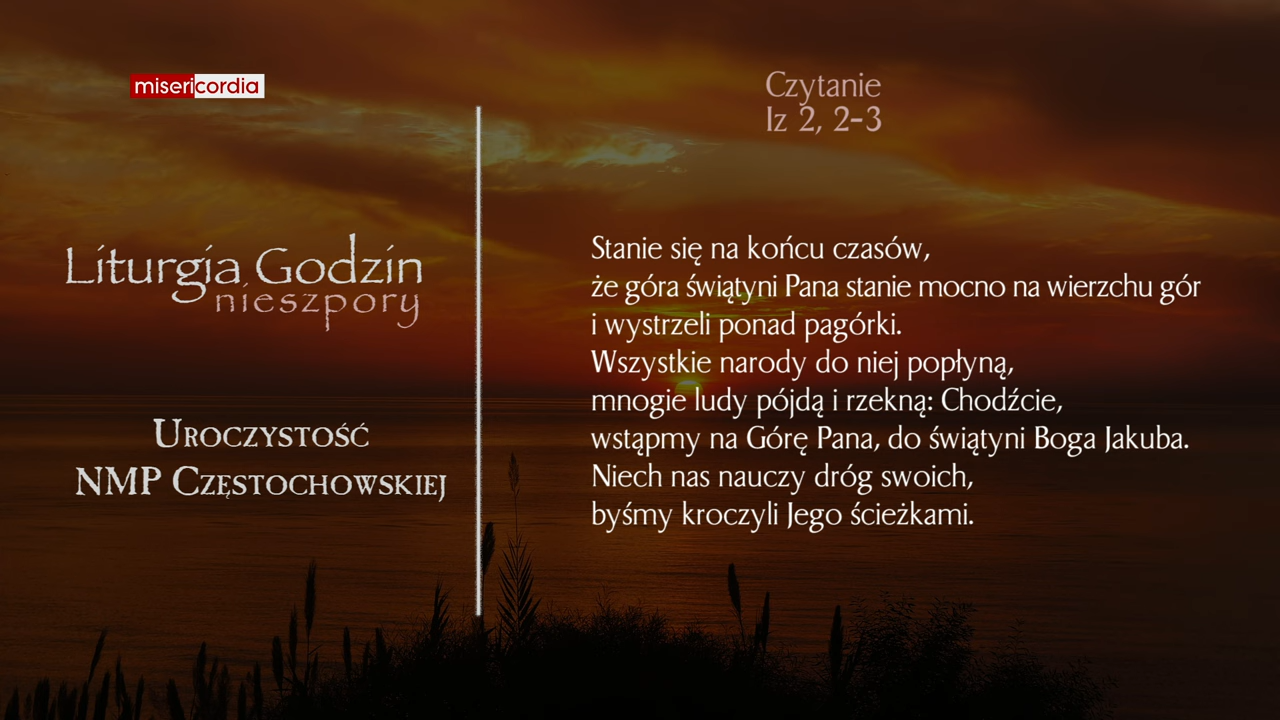 misericordia
Liturgia Godzin
nieszpory
Uroczystość
NMP Częstochowskiej
Czytanie
Iz 2, 2-3
Stanie się na końcu czasów,
że góra świątyni Pana stanie mocno na wierzchu gór
i wystrzeli ponad pagórki.
Wszystkie narody do niej popłyną,
mnogie ludy pójdą i rzekną: Chodźcie,
wstąpmy na Górę Pana, do świątyni Boga Jakuba.
Niech nas nauczy dróg swoich,
byśmy kroczyli Jego ścieżkami.